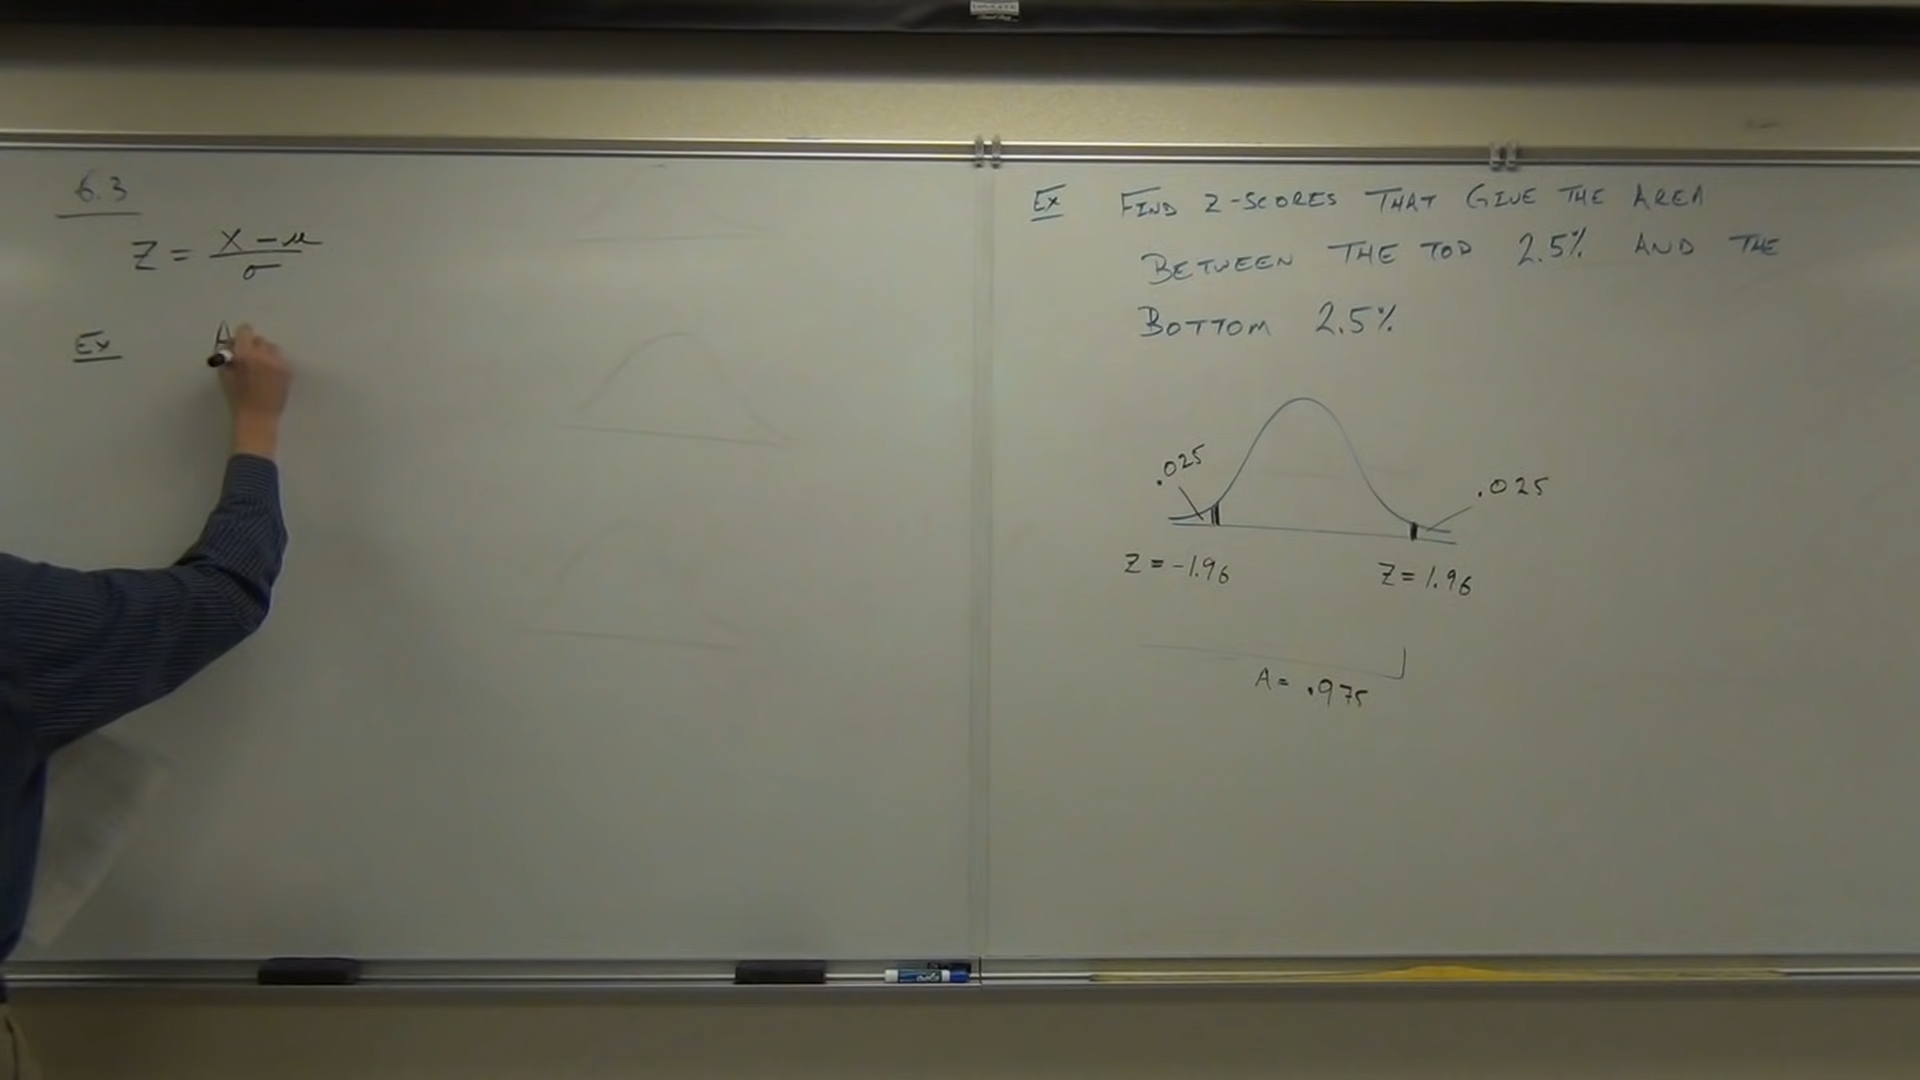 6.3
Z = X - μ
σ
Ex A
Ex FIND Z-SCORES THAT GIVE THE AREA
BETWEEN THE TOP 2.5% AND THE
BOTTOM 2.5%
.025
.025
Z = -1.96
Z = 1.96
A = .975
EXPO